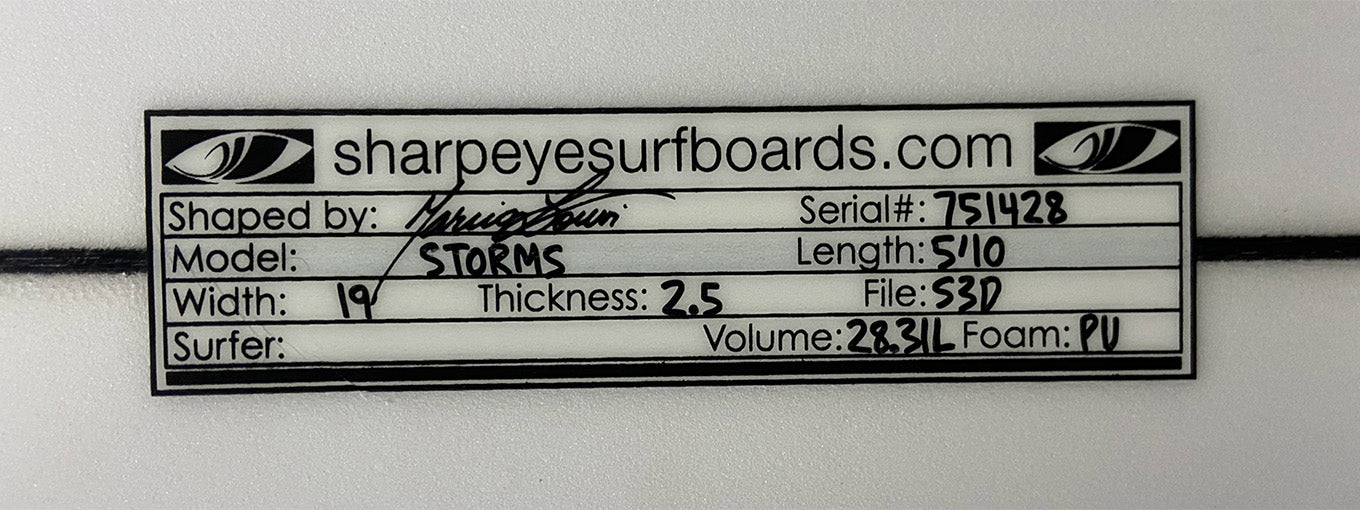 sharpeyesurfboards.com
Shaped by: Serial#: 751428
Model: STORMS Length: 5'10
Width: 19 Thickness: 2.5 File: S3D
Surfer: Volume: 28.31L Foam: PU